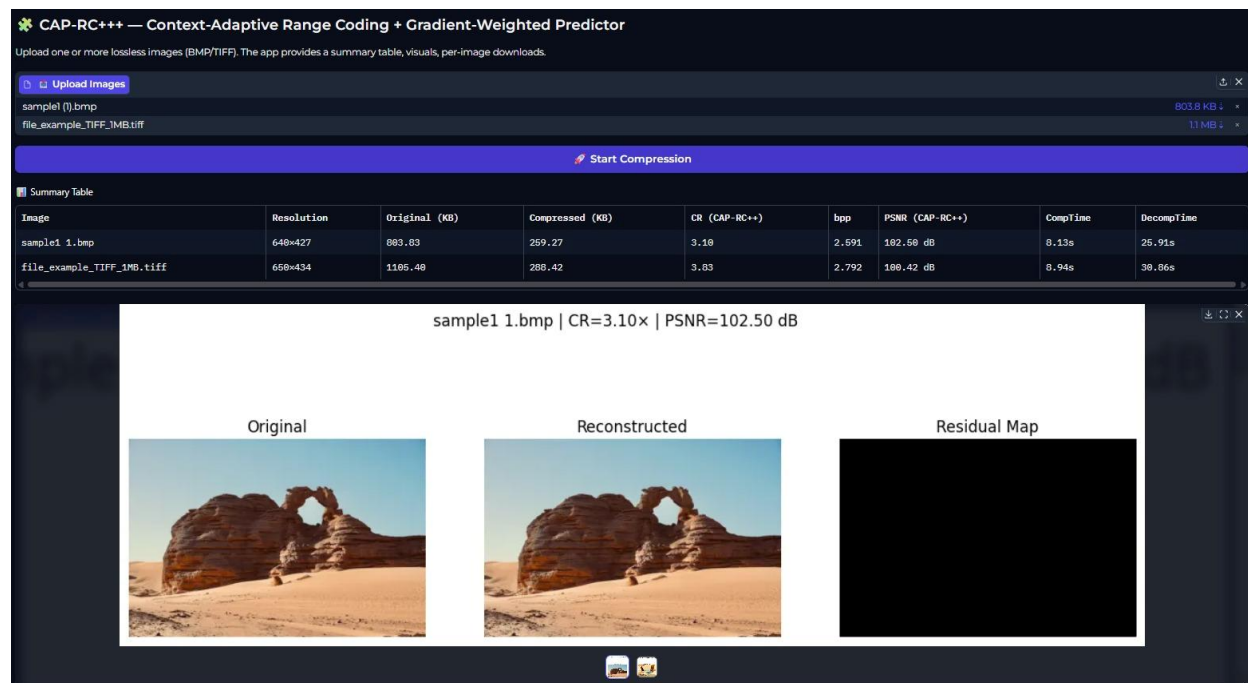 CAP-RC+++ — Context-Adaptive Range Coding + Gradient-Weighted Predictor
Upload one or more lossless images (BMP/TIFF). The app provides a summary table, visuals, per-image downloads.
Upload Images
sample1 (1).bmp 803.8 KB ↓ ×
file_example_TIFF_1MB.tiff 1.1 MB ↓ ×
Start Compression
Summary Table
Image Resolution Original (KB) Compressed (KB) CR (CAP-RC++) bpp PSNR (CAP-RC++) CompTime DecompTime
sample1 1.bmp 640×427 803.83 259.27 3.10 2.591 102.50 dB 8.13s 25.91s
file_example_TIFF_1MB.tiff 650×434 1105.40 288.42 3.83 2.792 100.42 dB 8.94s 30.86s
sample1 1.bmp | CR=3.10× | PSNR=102.50 dB
Original Reconstructed Residual Map